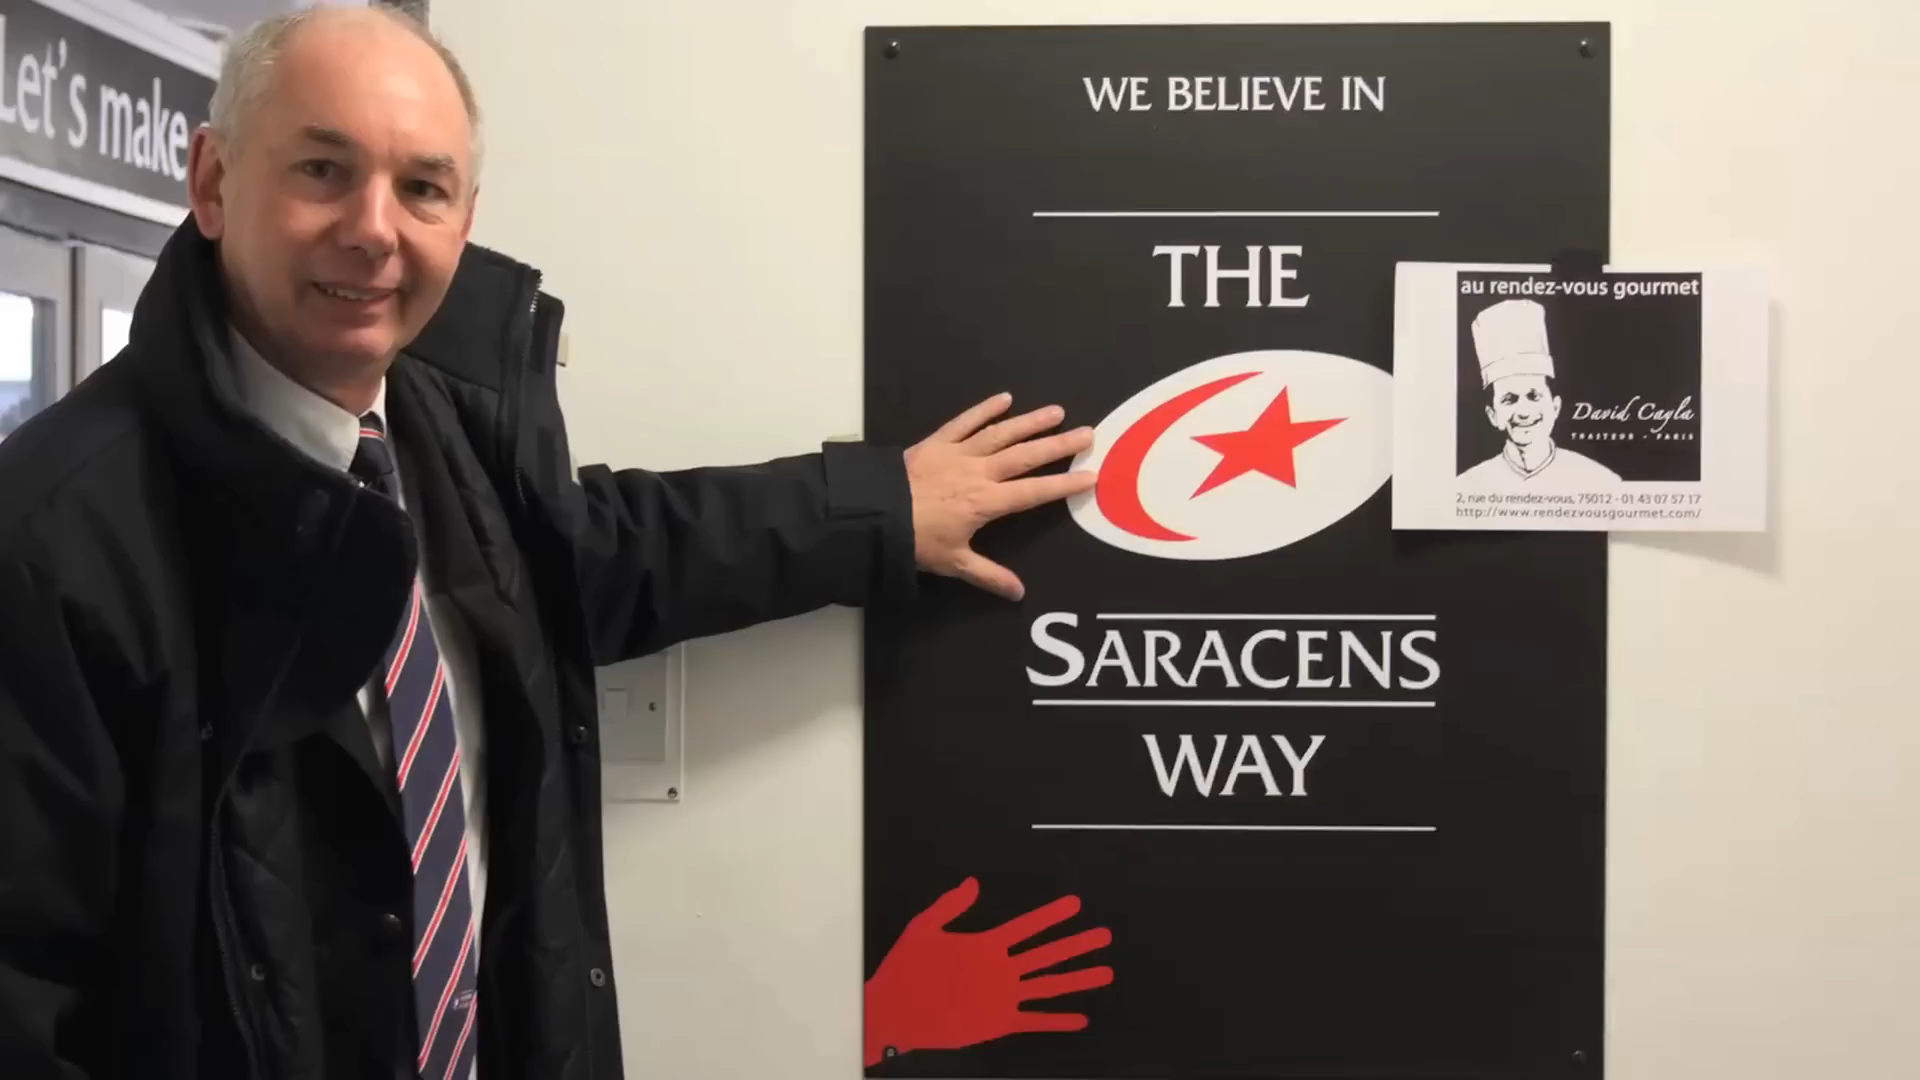 Let's make
WE BELIEVE IN
THE
SARACENS
WAY
au rendez-vous gourmet
David Cayla
TRAITEUR - PARIS
2, rue du rendez-vous, 75012 - 01 43 07 57 17
http://www.rendezvousgourmet.com/